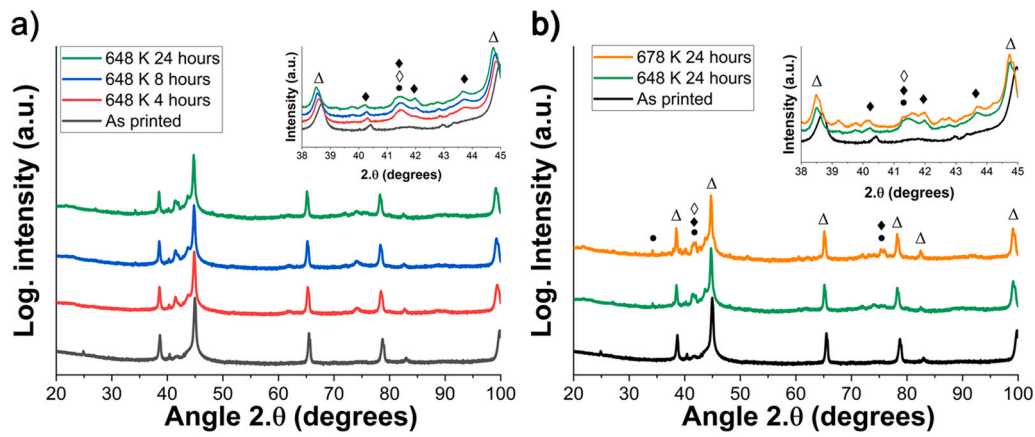 a)
Log. intensity (a.u.)
648 K 24 hours
648 K 8 hours
648 K 4 hours
As printed
Intensity (a.u.)
Δ
◆
◆
◇
●
◆
◆
Δ
38 39 40 41 42 43 44 45
2.θ (degrees)
20 30 40 50 60 70 80 90 100
Angle 2.θ (degrees)
b)
Log. Intensity (a.u.)
678 K 24 hours
648 K 24 hours
As printed
Intensity (a.u.)
Δ
◆
◇
◆
●
◆
◆
Δ
38 39 40 41 42 43 44 45
2.θ (degrees)
●
Δ
◇
◆
●
Δ
Δ
◆
●
Δ
Δ
Δ
20 30 40 50 60 70 80 90 100
Angle 2.θ (degrees)